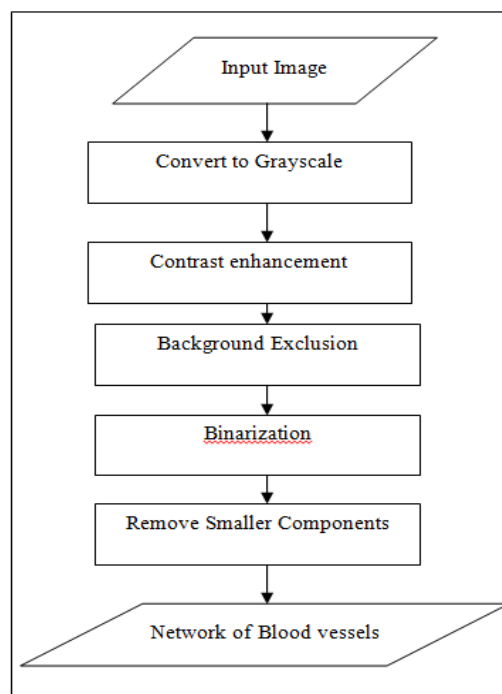 Input Image
Convert to Grayscale
Contrast enhancement
Background Exclusion
Binarization
Remove Smaller Components
Network of Blood vessels